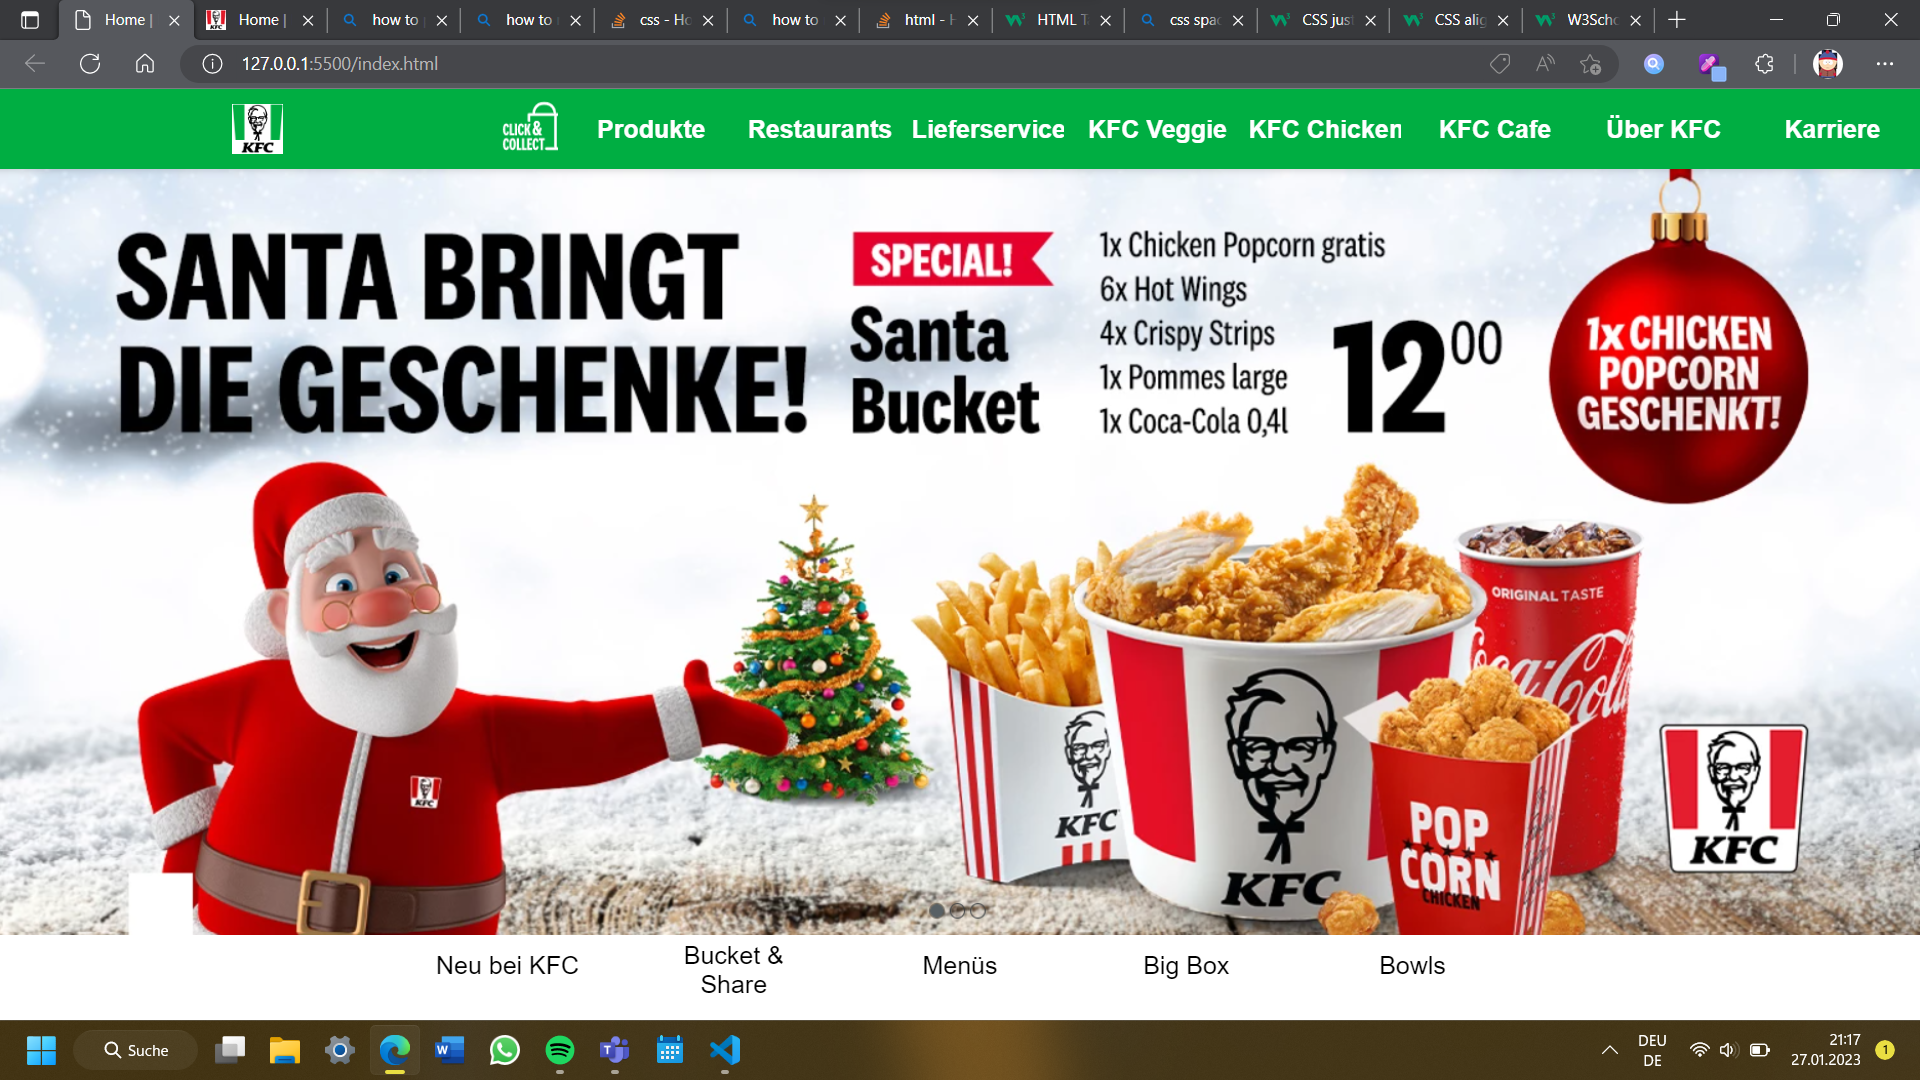 Home |
Home |
how to
how to
css - Ho
how to
html - H
HTML T
css spac
CSS jus
CSS alig
W3Scho
127.0.0.1:5500/index.html
KFC
CLICK&
COLLECT
Produkte
Restaurants
Lieferservice
KFC Veggie
KFC Chicken
KFC Cafe
Über KFC
Karriere
SANTA BRINGT
DIE GESCHENKE!
SPECIAL!
Santa
Bucket
1x Chicken Popcorn gratis
6x Hot Wings
4x Crispy Strips
1x Pommes large
1x Coca-Cola 0,4l
12⁰⁰
1x CHICKEN
POPCORN
GESCHENKT!
ORIGINAL TASTE
Coca-Cola
KFC
KFC
KFC
POP
CORN
CHICKEN
KFC
Neu bei KFC
Bucket &
Share
Menüs
Big Box
Bowls
Suche
DEU
DE
21:17
27.01.2023
1